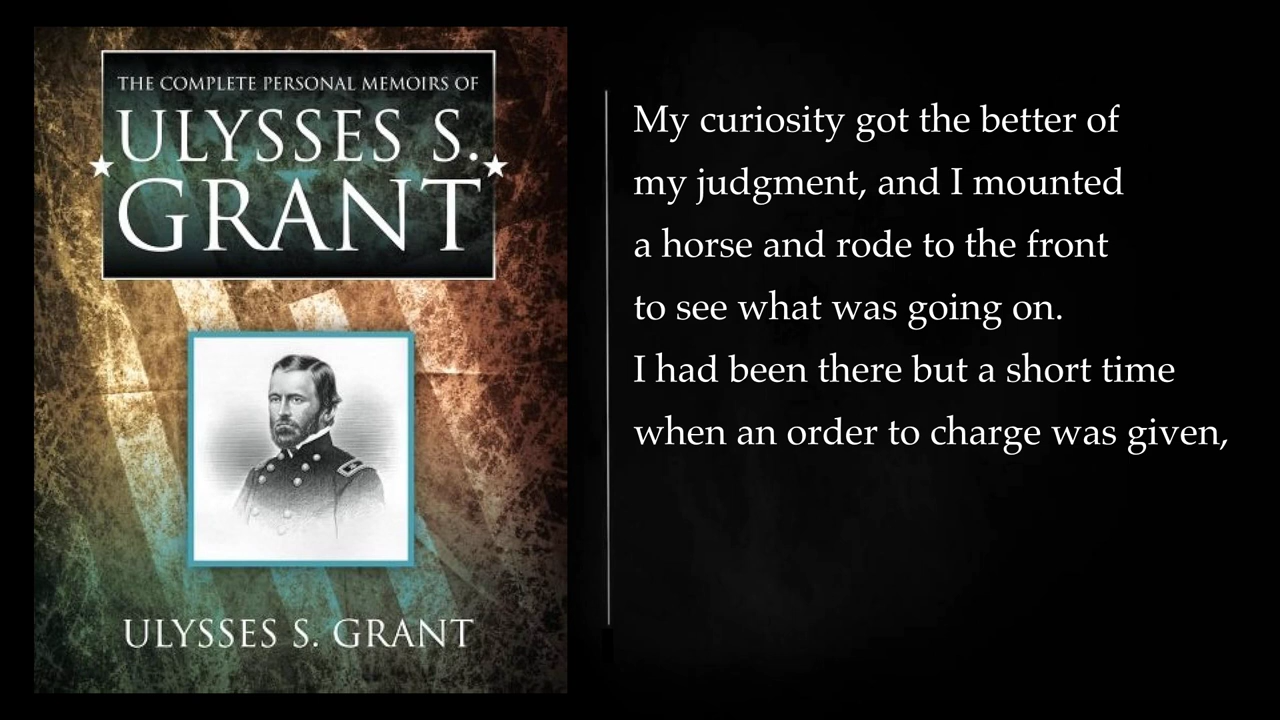 THE COMPLETE PERSONAL MEMOIRS OF
ULYSSES S.
GRANT
ULYSSES S. GRANT
My curiosity got the better of
my judgment, and I mounted
a horse and rode to the front
to see what was going on.
I had been there but a short time
when an order to charge was given,